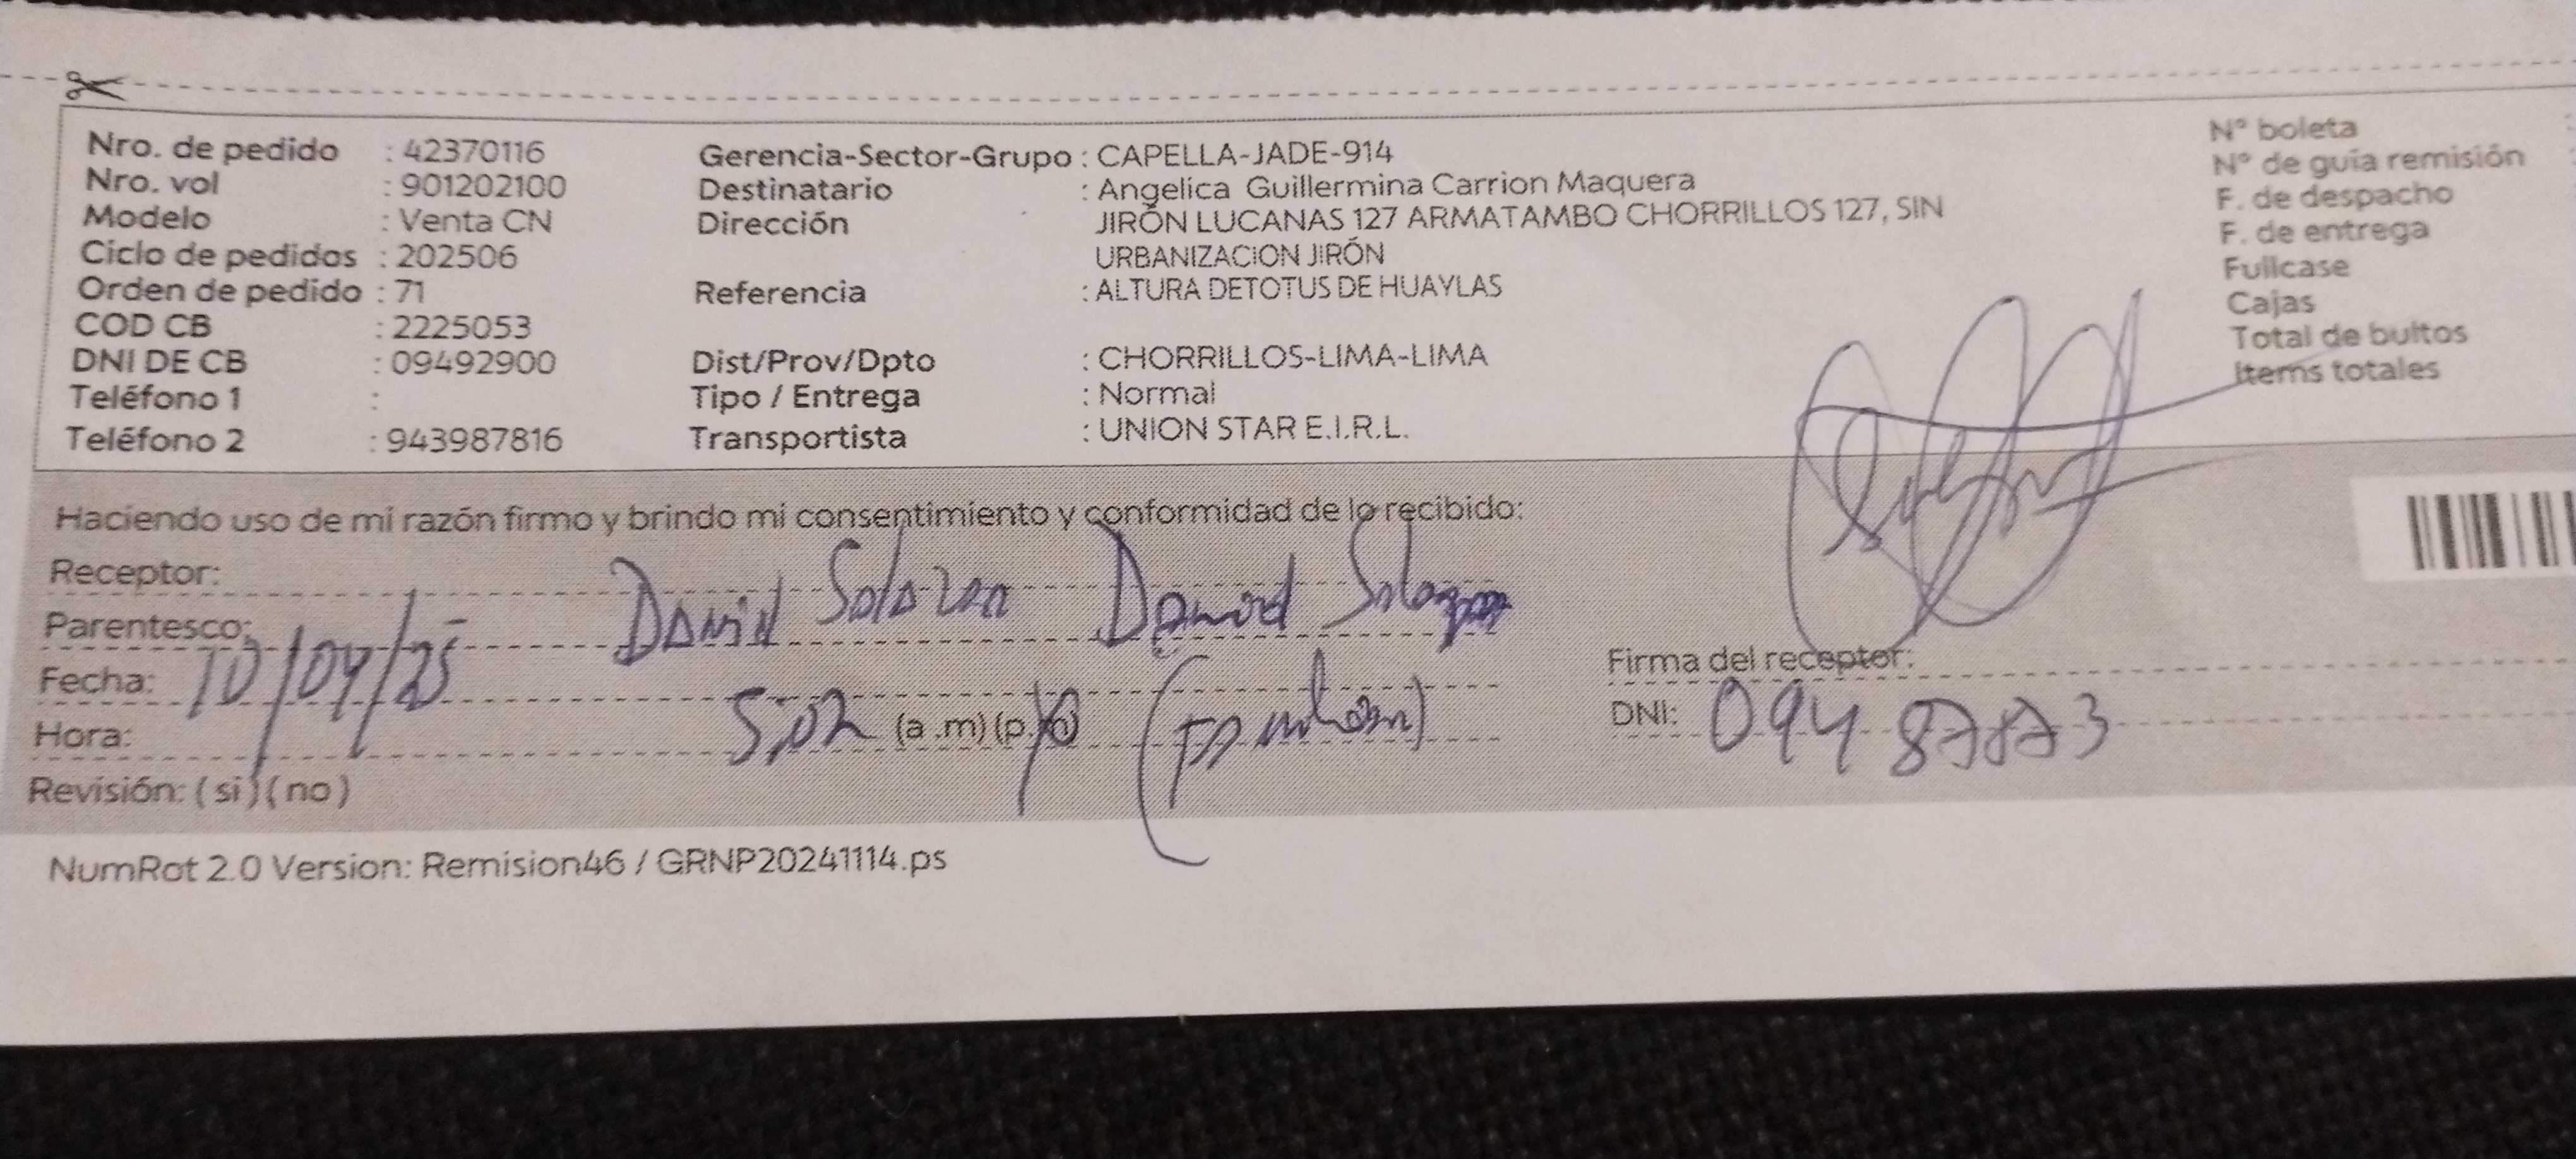 Nro. de pedido : 42370116
Nro. vol : 901202100
Modelo : Venta CN
Ciclo de pedidos : 202506
Orden de pedido : 71
COD CB : 2225053
DNI DE CB : 09492900
Teléfono 1 :
Teléfono 2 : 943987816
Gerencia-Sector-Grupo : CAPELLA-JADE-914
Destinatario : Angelica Guillermina Carrion Maquera
Dirección JIRÓN LUCANAS 127 ARMATAMBO CHORRILLOS 127, SIN
URBANIZACION JIRÓN
Referencia : ALTURA DETOTUS DE HUAYLAS
Dist/Prov/Dpto : CHORRILLOS-LIMA-LIMA
Tipo / Entrega : Normal
Transportista : UNION STAR E.I.R.L.
N° boleta
N° de guía remisión
F. de despacho
F. de entrega
Fullcase
Cajas
Total de bultos
Items totales
Haciendo uso de mi razón firmo y brindo mi consentimiento y conformidad de lo recibido:
Receptor: David Solazan David
Parentesco:
Fecha: 10/04/25
Hora: (a .m) (p.m)
Revisión: ( si ) ( no )
Firma del receptor:
DNI: 09487873
NumRot 2.0 Version: Remision46 / GRNP20241114.ps